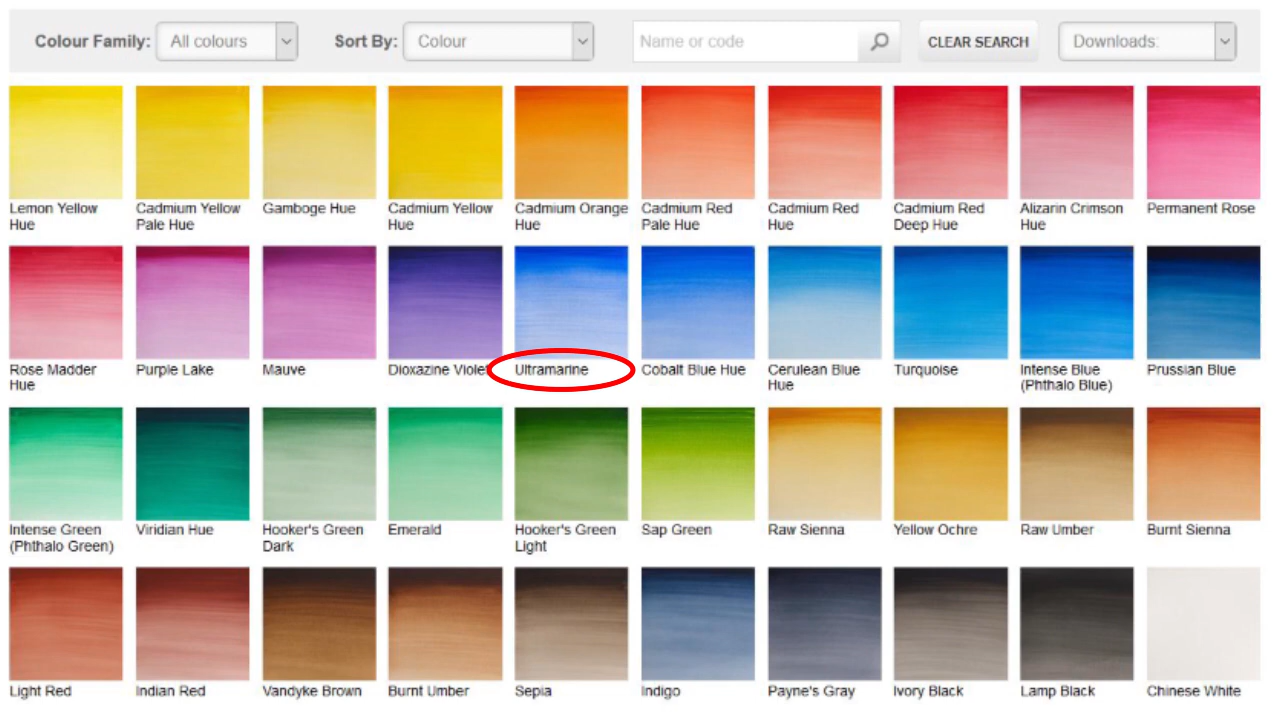 Colour Family: All colours Sort By: Colour Name or code CLEAR SEARCH Downloads:
Lemon Yellow Hue
Cadmium Yellow Pale Hue
Gamboge Hue
Cadmium Yellow Hue
Cadmium Orange Hue
Cadmium Red Pale Hue
Cadmium Red Hue
Cadmium Red Deep Hue
Alizarin Crimson Hue
Permanent Rose
Rose Madder Hue
Purple Lake
Mauve
Dioxazine Violet
Ultramarine
Cobalt Blue Hue
Cerulean Blue Hue
Turquoise
Intense Blue (Phthalo Blue)
Prussian Blue
Intense Green (Phthalo Green)
Viridian Hue
Hooker's Green Dark
Emerald
Hooker's Green Light
Sap Green
Raw Sienna
Yellow Ochre
Raw Umber
Burnt Sienna
Light Red
Indian Red
Vandyke Brown
Burnt Umber
Sepia
Indigo
Payne's Gray
Ivory Black
Lamp Black
Chinese White